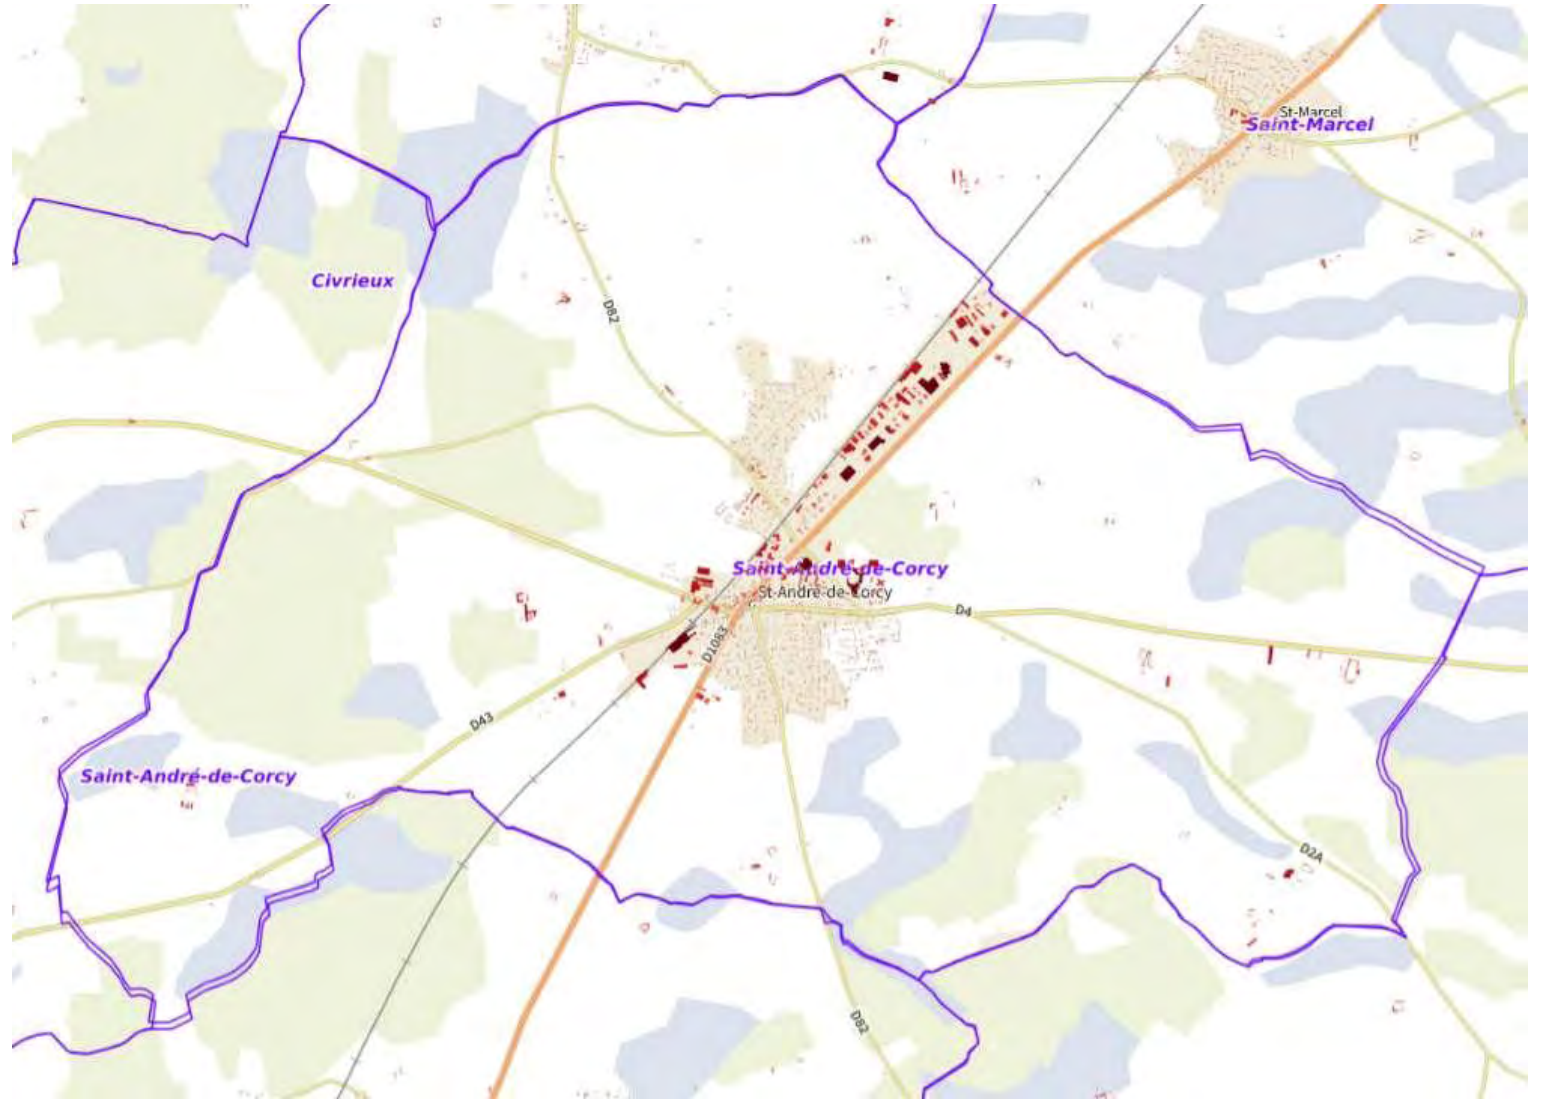 St-Marcel
Saint-Marcel
Civrieux
D82
Saint-André-de-Corcy
St-André-de-Corcy
D4
D1083
D43
Saint-André-de-Corcy
D2A
D82